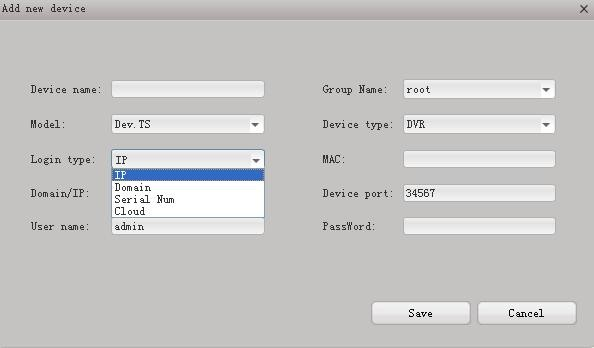 Add new device
Device name:
Group Name: root
Model: Dev.TS
Device type: DVR
Login type: IP
MAC:
IP
Domain
Serial Num
Cloud
Domain/IP:
Device port: 34567
User name: admin
PassWord:
Save
Cancel